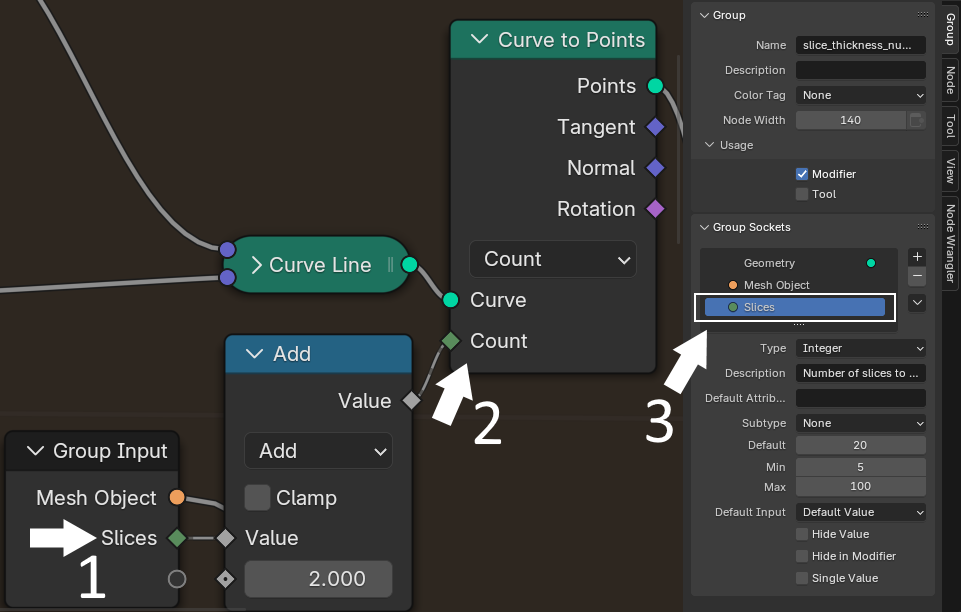 Curve to Points
Points
Tangent
Normal
Rotation
Count
Curve
Count
Curve Line
Add
Value
Add
Clamp
Value
2.000
Group Input
Mesh Object
Slices
1
2
3
Group
Name slice_thickness_nu...
Description
Color Tag None
Node Width 140
Usage
Modifier
Tool
Group Sockets
Geometry
Mesh Object
Slices
Type Integer
Description Number of slices to ...
Default Attrib...
Subtype None
Default 20
Min 5
Max 100
Default Input Default Value
Hide Value
Hide in Modifier
Single Value
Group
Node
Tool
View
Node Wrangler